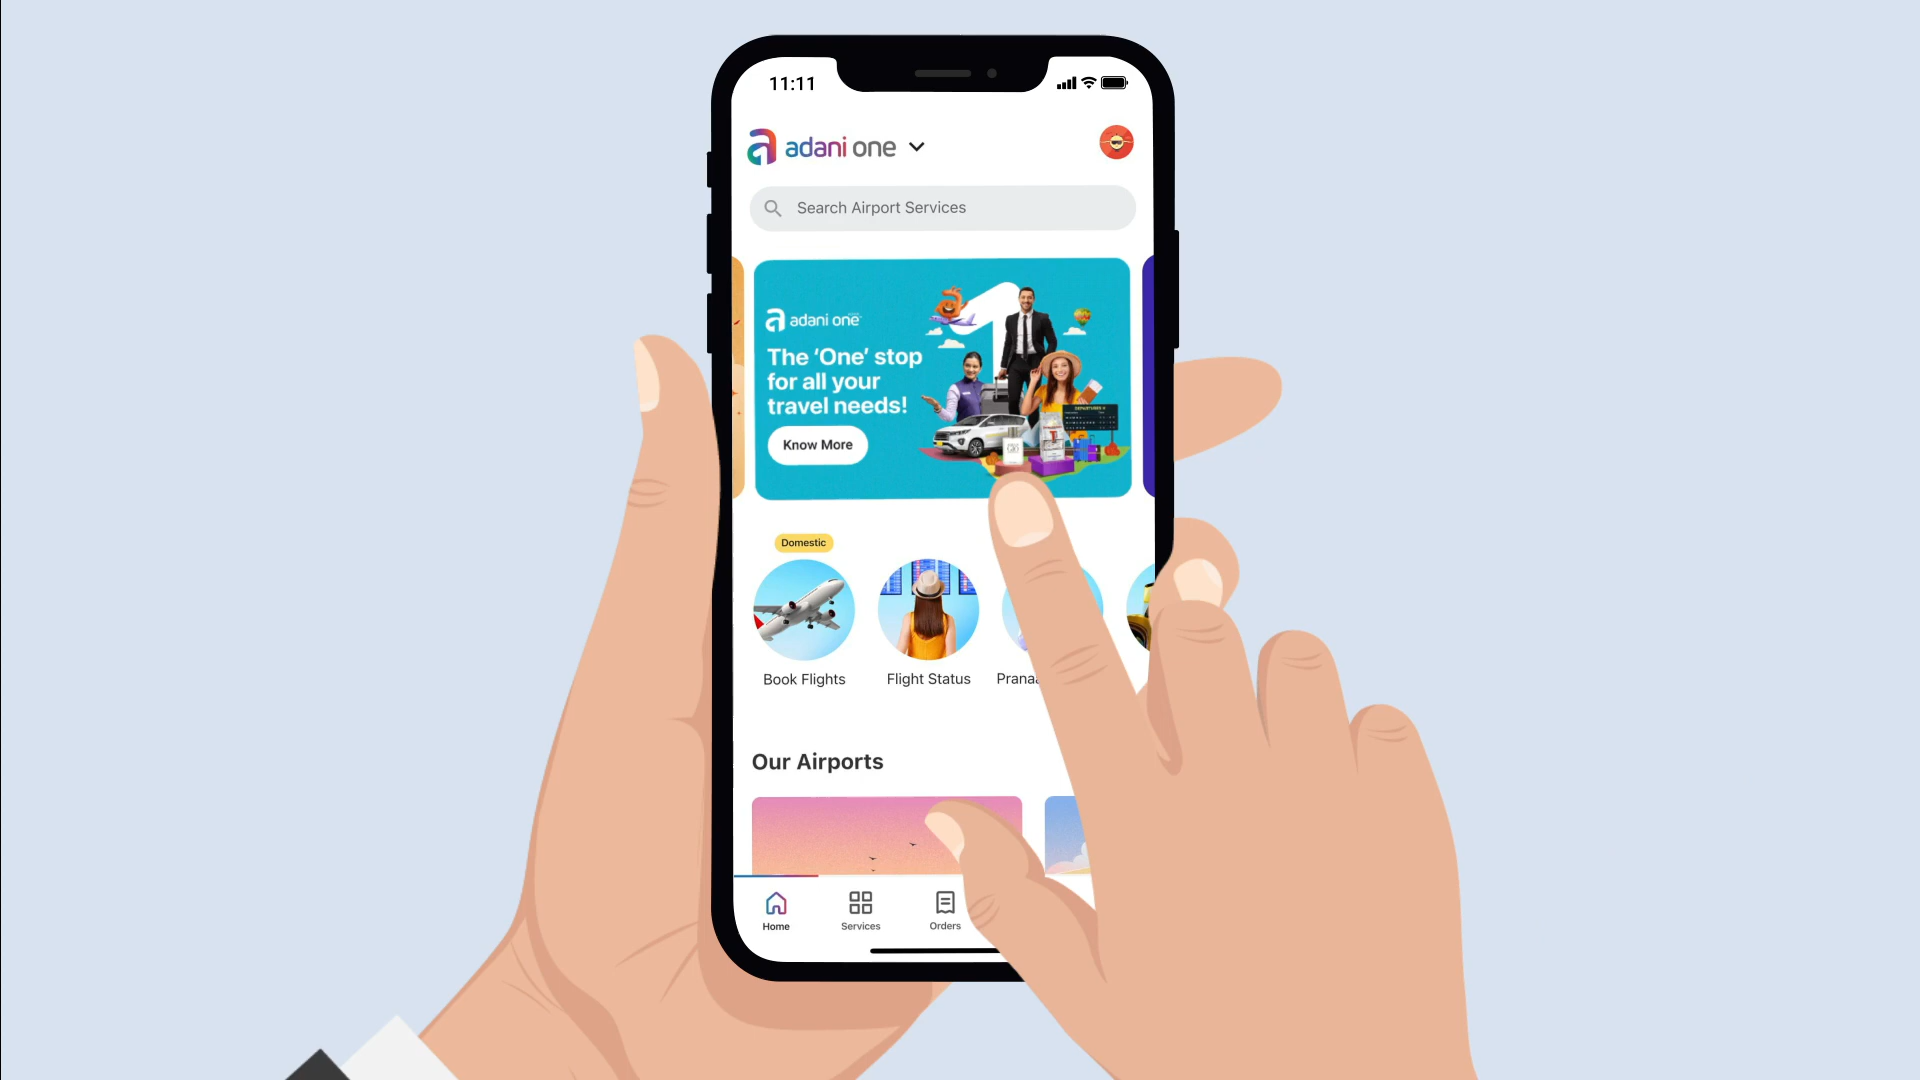 11:11
adani one
Search Airport Services
adani one
The ‘One’ stop
for all your
travel needs!
Know More
DEPARTURES
Domestic
Book Flights
Flight Status
Our Airports
Home
Services
Orders